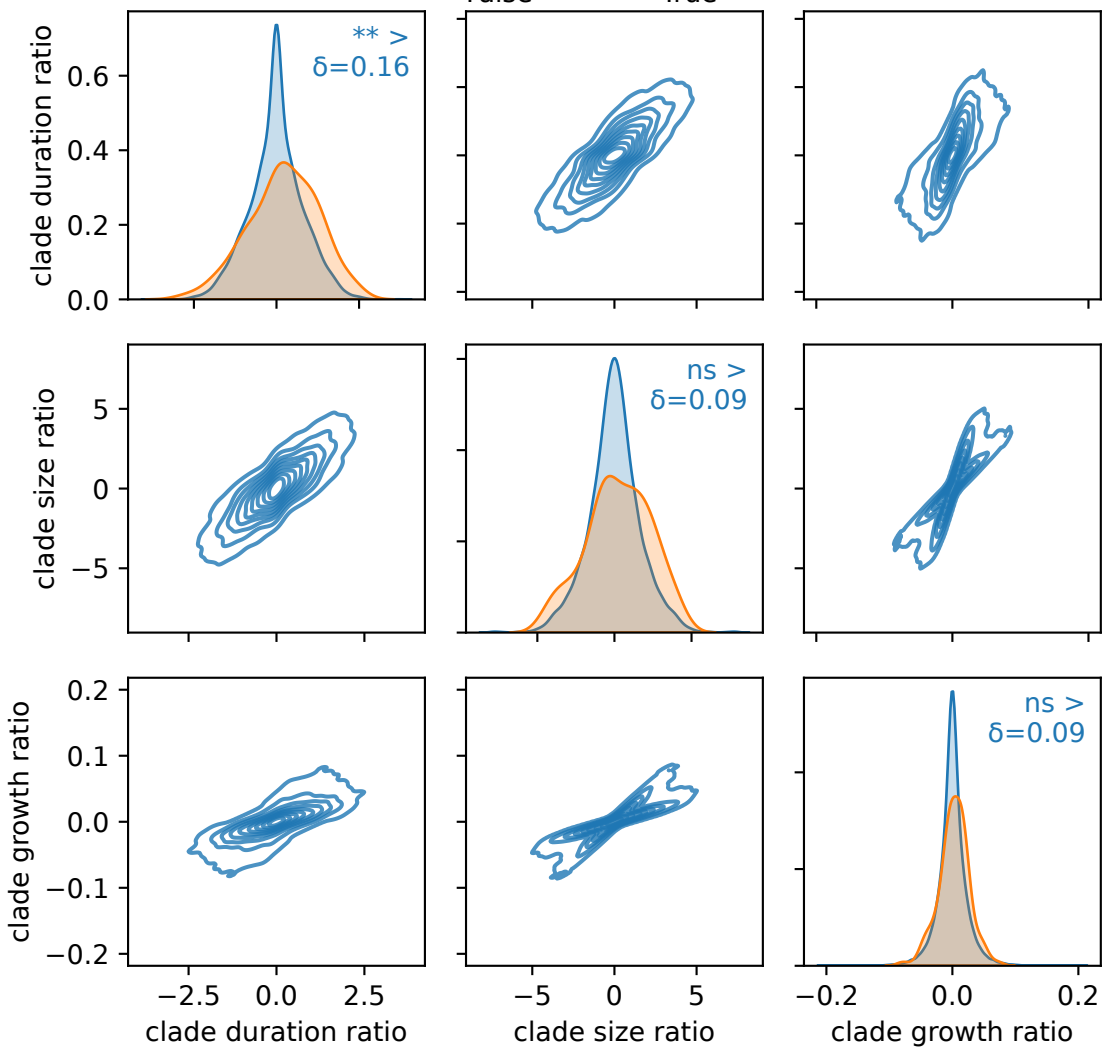 clade duration ratio
0.6
0.4
0.2
0.0
** >
δ=0.16
clade size ratio
5
0
−5
ns >
δ=0.09
clade growth ratio
0.2
0.1
0.0
−0.1
−0.2
ns >
δ=0.09
−2.5 0.0 2.5
−5 0 5
−0.2 0.0 0.2
clade duration ratio
clade size ratio
clade growth ratio